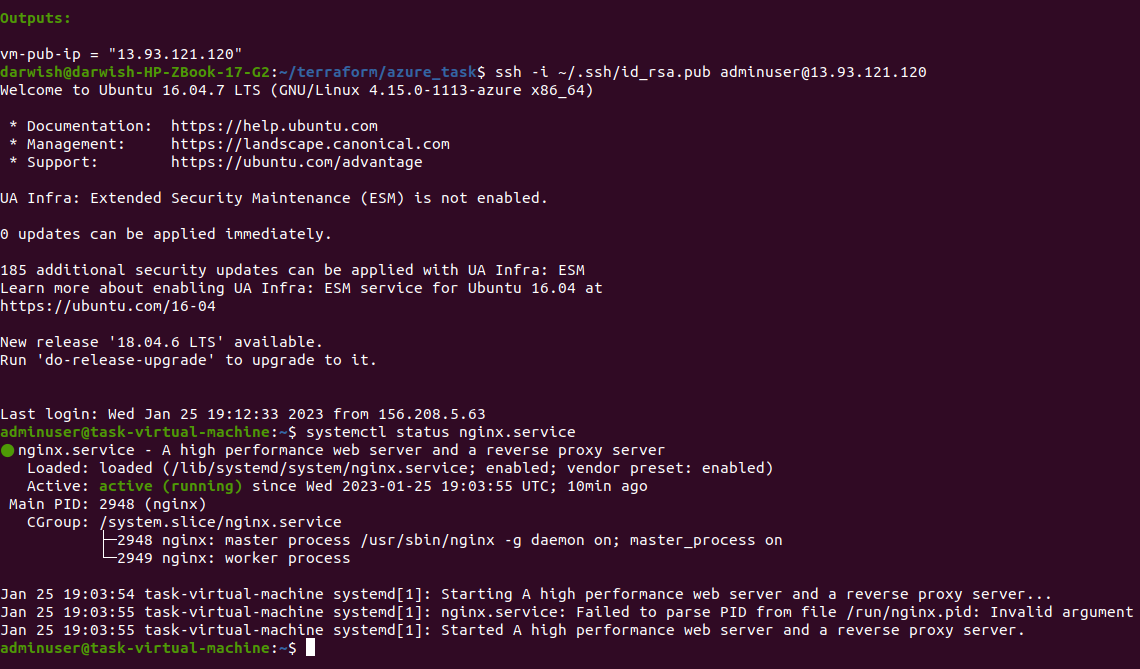 Outputs:
vm-pub-ip = "13.93.121.120"
darwish@darwish-HP-ZBook-17-G2:~/terraform/azure_task$ ssh -i ~/.ssh/id_rsa.pub adminuser@13.93.121.120
Welcome to Ubuntu 16.04.7 LTS (GNU/Linux 4.15.0-1113-azure x86_64)
* Documentation:  https://help.ubuntu.com
* Management:     https://landscape.canonical.com
* Support:        https://ubuntu.com/advantage
UA Infra: Extended Security Maintenance (ESM) is not enabled.
0 updates can be applied immediately.
185 additional security updates can be applied with UA Infra: ESM
Learn more about enabling UA Infra: ESM service for Ubuntu 16.04 at
https://ubuntu.com/16-04
New release '18.04.6 LTS' available.
Run 'do-release-upgrade' to upgrade to it.
Last login: Wed Jan 25 19:12:33 2023 from 156.208.5.63
adminuser@task-virtual-machine:~$ systemctl status nginx.service
● nginx.service - A high performance web server and a reverse proxy server
Loaded: loaded (/lib/systemd/system/nginx.service; enabled; vendor preset: enabled)
Active: active (running) since Wed 2023-01-25 19:03:55 UTC; 10min ago
Main PID: 2948 (nginx)
CGroup: /system.slice/nginx.service
├─2948 nginx: master process /usr/sbin/nginx -g daemon on; master_process on
└─2949 nginx: worker process
Jan 25 19:03:54 task-virtual-machine systemd[1]: Starting A high performance web server and a reverse proxy server...
Jan 25 19:03:55 task-virtual-machine systemd[1]: nginx.service: Failed to parse PID from file /run/nginx.pid: Invalid argument
Jan 25 19:03:55 task-virtual-machine systemd[1]: Started A high performance web server and a reverse proxy server.
adminuser@task-virtual-machine:~$